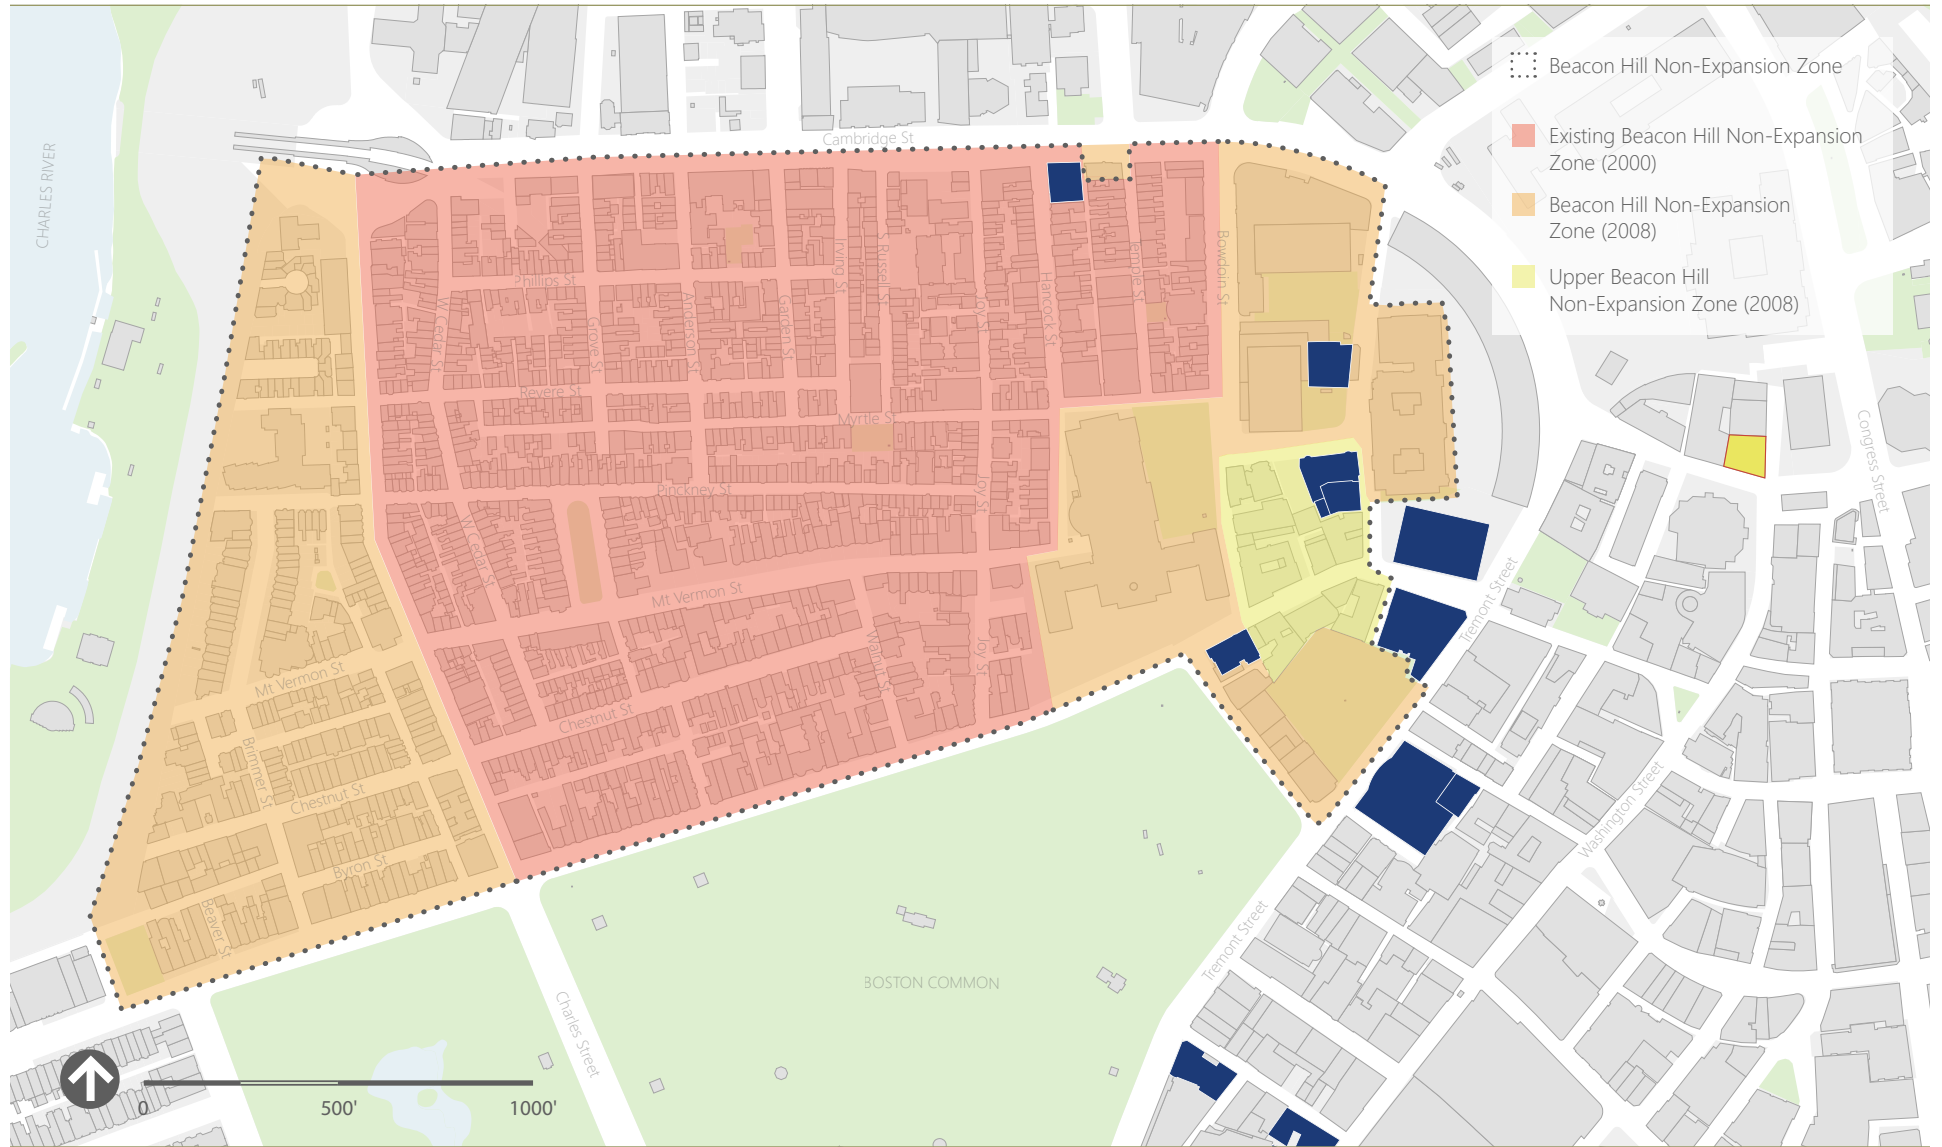 Beacon Hill Non-Expansion Zone
Existing Beacon Hill Non-Expansion
Zone (2000)
Beacon Hill Non-Expansion
Zone (2008)
Upper Beacon Hill
Non-Expansion Zone (2008)
CHARLES RIVER
Cambridge St
Phillips St
W Cedar St
Grove St
Anderson St
Garden St
Irving St
S Russell St
Joy St
Hancock St
Temple St
Bowdoin St
Revere St
Myrtle St
Pinckney St
Joy St
W Cedar St
Mt Vernon St
Walnut St
Joy St
Mt Vernon St
Chestnut St
Brimmer St
Chestnut St
Byron St
Beaver St
Tremont Street
Congress Street
Washington Street
Tremont Street
BOSTON COMMON
Charles Street
0
500'
1000'